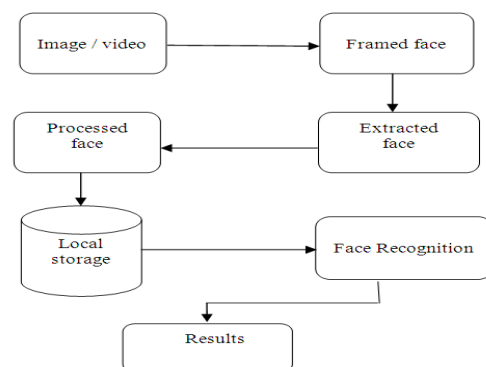 Image / video
Framed face
Extracted
face
Processed
face
Local
storage
Face Recognition
Results